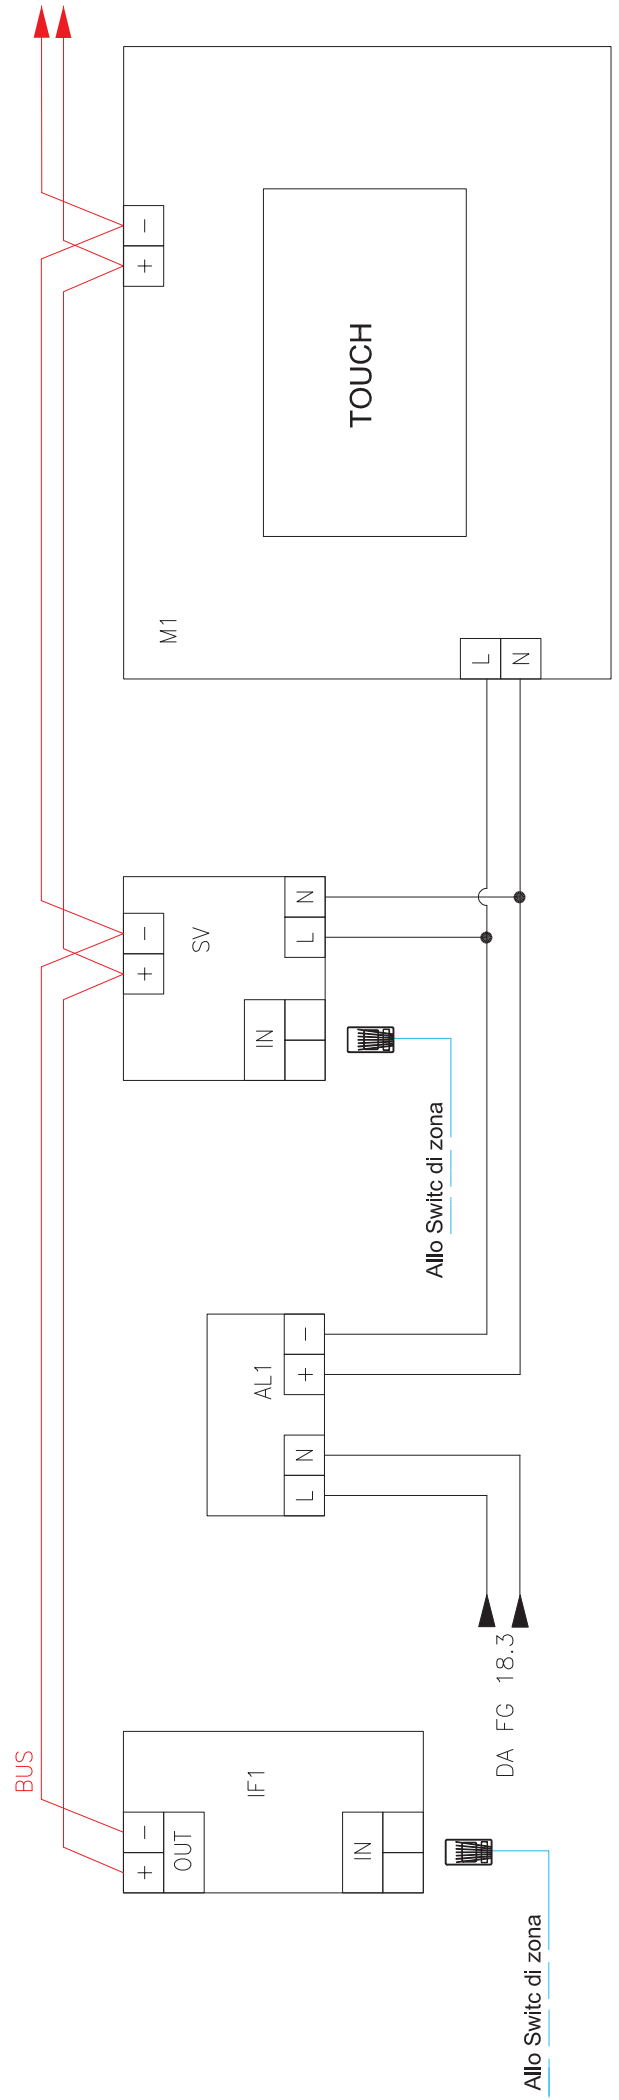 BUS
+
−
OUT
IF1
IN
Allo Switc di zona
DA FG 18.3
AL1
L
N
+
−
+
−
SV
IN
L
N
Allo Switc di zona
+
−
M1
TOUCH
L
N